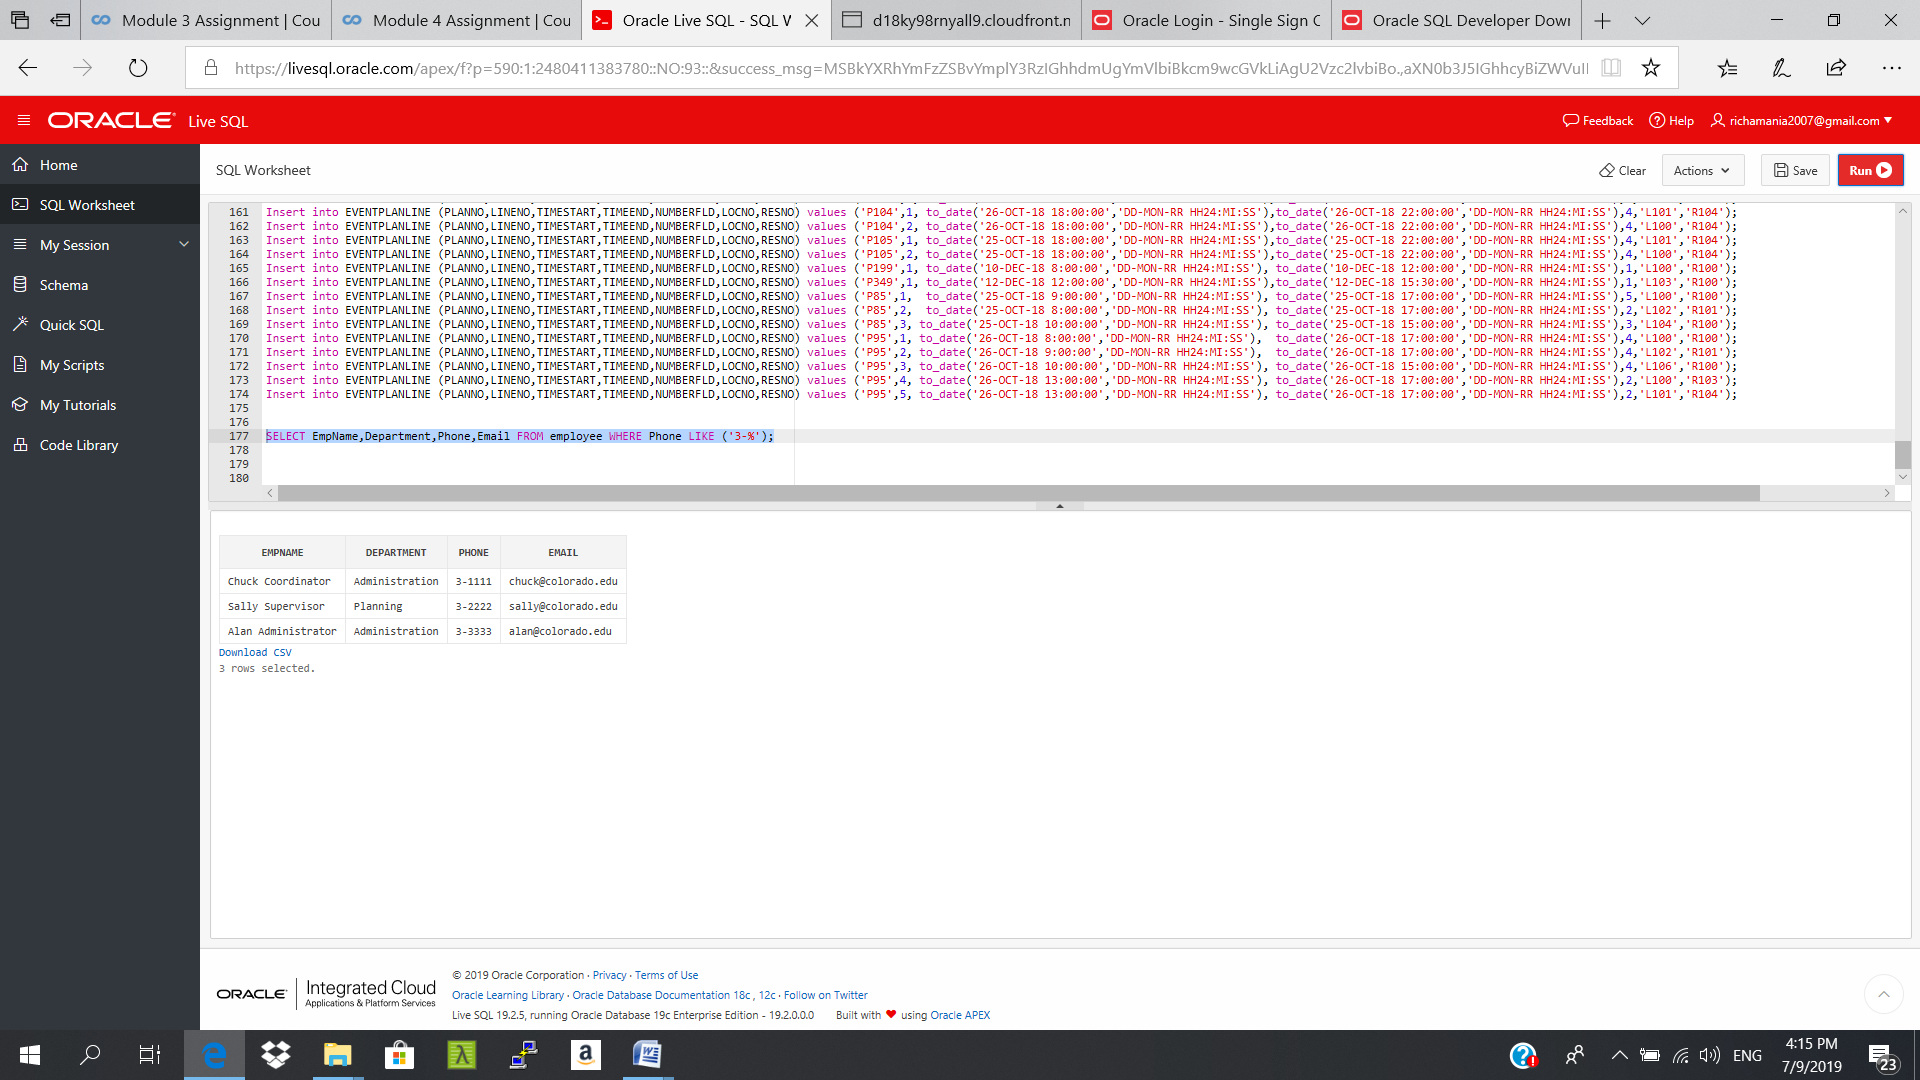 Module 3 Assignment | Cou
Module 4 Assignment | Cou
Oracle Live SQL - SQL W
d18ky98rnyall9.cloudfront.n
Oracle Login - Single Sign O
Oracle SQL Developer Down
https://livesql.oracle.com/apex/f?p=590:1:2480411383780::NO:93::&success_msg=MSBkYXRhYmFzZSBvYmplY3RzIGhhdmUgYmVlbiBkcm9wcGVkLiAgU2Vzc2lvbiBo.,aXN0b3J5IGhhcyBiZWVuI
ORACLE Live SQL
Feedback Help richamania2007@gmail.com
Home
SQL Worksheet
My Session
Schema
Quick SQL
My Scripts
My Tutorials
Code Library
SQL Worksheet
Clear Actions Save Run
161 Insert into EVENTPLANLINE (PLANNO,LINENO,TIMESTART,TIMEEND,NUMBERFLD,LOCNO,RESNO) values ('P104',1, to_date('26-OCT-18 18:00:00','DD-MON-RR HH24:MI:SS'),to_date('26-OCT-18 22:00:00','DD-MON-RR HH24:MI:SS'),4,'L101','R104');
162 Insert into EVENTPLANLINE (PLANNO,LINENO,TIMESTART,TIMEEND,NUMBERFLD,LOCNO,RESNO) values ('P104',2, to_date('26-OCT-18 18:00:00','DD-MON-RR HH24:MI:SS'),to_date('26-OCT-18 22:00:00','DD-MON-RR HH24:MI:SS'),4,'L100','R104');
163 Insert into EVENTPLANLINE (PLANNO,LINENO,TIMESTART,TIMEEND,NUMBERFLD,LOCNO,RESNO) values ('P105',1, to_date('25-OCT-18 18:00:00','DD-MON-RR HH24:MI:SS'),to_date('25-OCT-18 22:00:00','DD-MON-RR HH24:MI:SS'),4,'L101','R104');
164 Insert into EVENTPLANLINE (PLANNO,LINENO,TIMESTART,TIMEEND,NUMBERFLD,LOCNO,RESNO) values ('P105',2, to_date('25-OCT-18 18:00:00','DD-MON-RR HH24:MI:SS'),to_date('25-OCT-18 22:00:00','DD-MON-RR HH24:MI:SS'),4,'L100','R104');
165 Insert into EVENTPLANLINE (PLANNO,LINENO,TIMESTART,TIMEEND,NUMBERFLD,LOCNO,RESNO) values ('P199',1, to_date('10-DEC-18 8:00:00','DD-MON-RR HH24:MI:SS'), to_date('10-DEC-18 12:00:00','DD-MON-RR HH24:MI:SS'),1,'L100','R100');
166 Insert into EVENTPLANLINE (PLANNO,LINENO,TIMESTART,TIMEEND,NUMBERFLD,LOCNO,RESNO) values ('P349',1, to_date('12-DEC-18 12:00:00','DD-MON-RR HH24:MI:SS'),to_date('12-DEC-18 15:30:00','DD-MON-RR HH24:MI:SS'),1,'L103','R100');
167 Insert into EVENTPLANLINE (PLANNO,LINENO,TIMESTART,TIMEEND,NUMBERFLD,LOCNO,RESNO) values ('P85',1,  to_date('25-OCT-18 9:00:00','DD-MON-RR HH24:MI:SS'), to_date('25-OCT-18 17:00:00','DD-MON-RR HH24:MI:SS'),5,'L100','R100');
168 Insert into EVENTPLANLINE (PLANNO,LINENO,TIMESTART,TIMEEND,NUMBERFLD,LOCNO,RESNO) values ('P85',2,  to_date('25-OCT-18 8:00:00','DD-MON-RR HH24:MI:SS'), to_date('25-OCT-18 17:00:00','DD-MON-RR HH24:MI:SS'),2,'L102','R101');
169 Insert into EVENTPLANLINE (PLANNO,LINENO,TIMESTART,TIMEEND,NUMBERFLD,LOCNO,RESNO) values ('P85',3, to_date('25-OCT-18 10:00:00','DD-MON-RR HH24:MI:SS'), to_date('25-OCT-18 15:00:00','DD-MON-RR HH24:MI:SS'),3,'L104','R100');
170 Insert into EVENTPLANLINE (PLANNO,LINENO,TIMESTART,TIMEEND,NUMBERFLD,LOCNO,RESNO) values ('P95',1, to_date('26-OCT-18 8:00:00','DD-MON-RR HH24:MI:SS'),  to_date('26-OCT-18 17:00:00','DD-MON-RR HH24:MI:SS'),4,'L100','R100');
171 Insert into EVENTPLANLINE (PLANNO,LINENO,TIMESTART,TIMEEND,NUMBERFLD,LOCNO,RESNO) values ('P95',2, to_date('26-OCT-18 9:00:00','DD-MON-RR HH24:MI:SS'),  to_date('26-OCT-18 17:00:00','DD-MON-RR HH24:MI:SS'),4,'L102','R101');
172 Insert into EVENTPLANLINE (PLANNO,LINENO,TIMESTART,TIMEEND,NUMBERFLD,LOCNO,RESNO) values ('P95',3, to_date('26-OCT-18 10:00:00','DD-MON-RR HH24:MI:SS'), to_date('26-OCT-18 15:00:00','DD-MON-RR HH24:MI:SS'),4,'L106','R100');
173 Insert into EVENTPLANLINE (PLANNO,LINENO,TIMESTART,TIMEEND,NUMBERFLD,LOCNO,RESNO) values ('P95',4, to_date('26-OCT-18 13:00:00','DD-MON-RR HH24:MI:SS'), to_date('26-OCT-18 17:00:00','DD-MON-RR HH24:MI:SS'),2,'L100','R103');
174 Insert into EVENTPLANLINE (PLANNO,LINENO,TIMESTART,TIMEEND,NUMBERFLD,LOCNO,RESNO) values ('P95',5, to_date('26-OCT-18 13:00:00','DD-MON-RR HH24:MI:SS'), to_date('26-OCT-18 17:00:00','DD-MON-RR HH24:MI:SS'),2,'L101','R104');
175
176
177 SELECT EmpName,Department,Phone,Email FROM employee WHERE Phone LIKE ('3-%');
178
179
180
EMPNAME DEPARTMENT PHONE EMAIL
Chuck Coordinator Administration 3-1111 chuck@colorado.edu
Sally Supervisor Planning 3-2222 sally@colorado.edu
Alan Administrator Administration 3-3333 alan@colorado.edu
Download CSV
3 rows selected.
ORACLE Integrated Cloud
Applications & Platform Services
© 2019 Oracle Corporation · Privacy · Terms of Use
Oracle Learning Library · Oracle Database Documentation 18c , 12c · Follow on Twitter
Live SQL 19.2.5, running Oracle Database 19c Enterprise Edition - 19.2.0.0.0 Built with ❤ using Oracle APEX
ENG
4:15 PM
7/9/2019
23